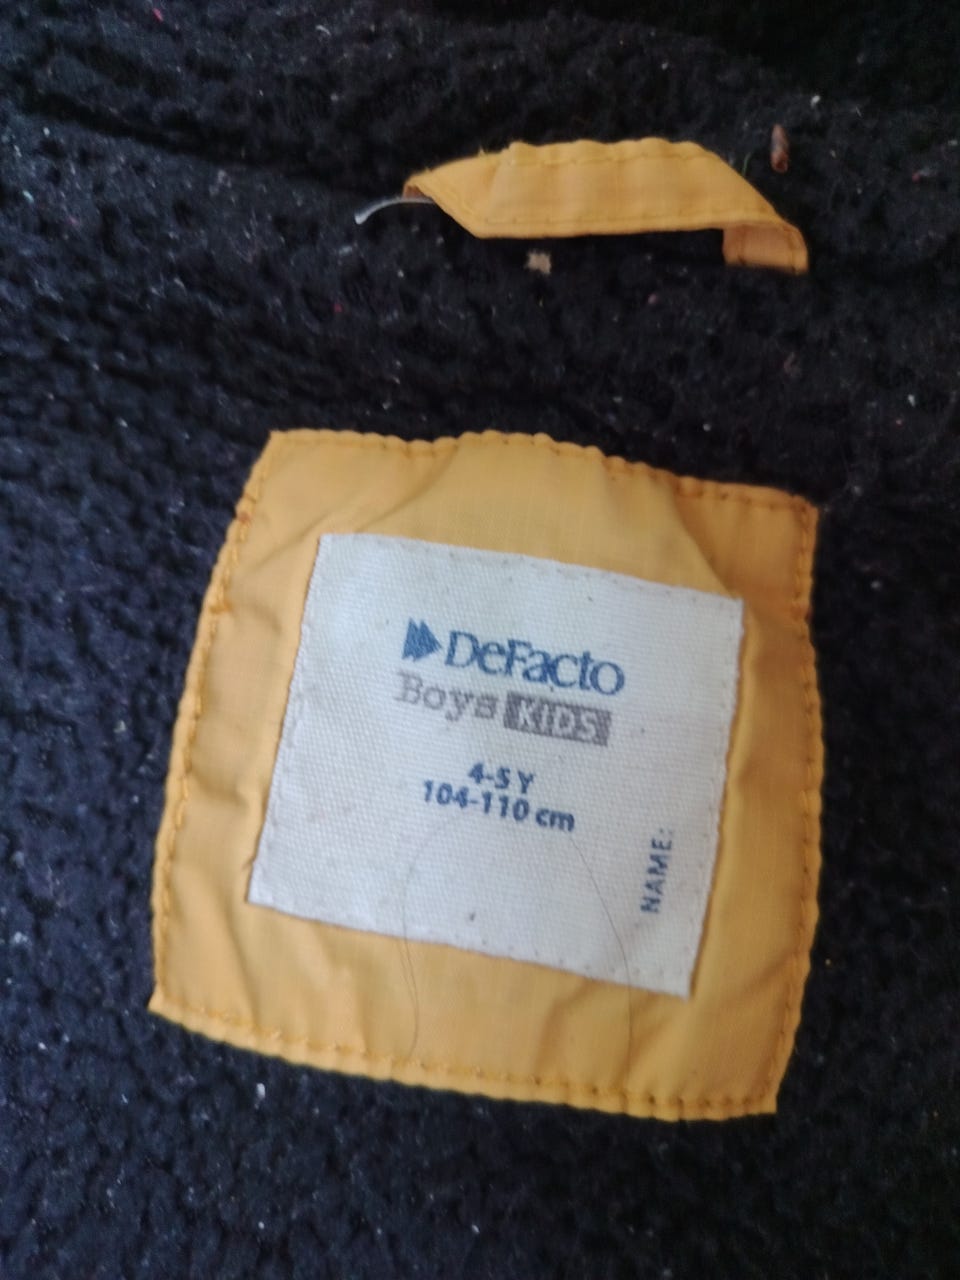 DeFacto
Boys KIDS
4-5 Y
104-110 cm
NAME: